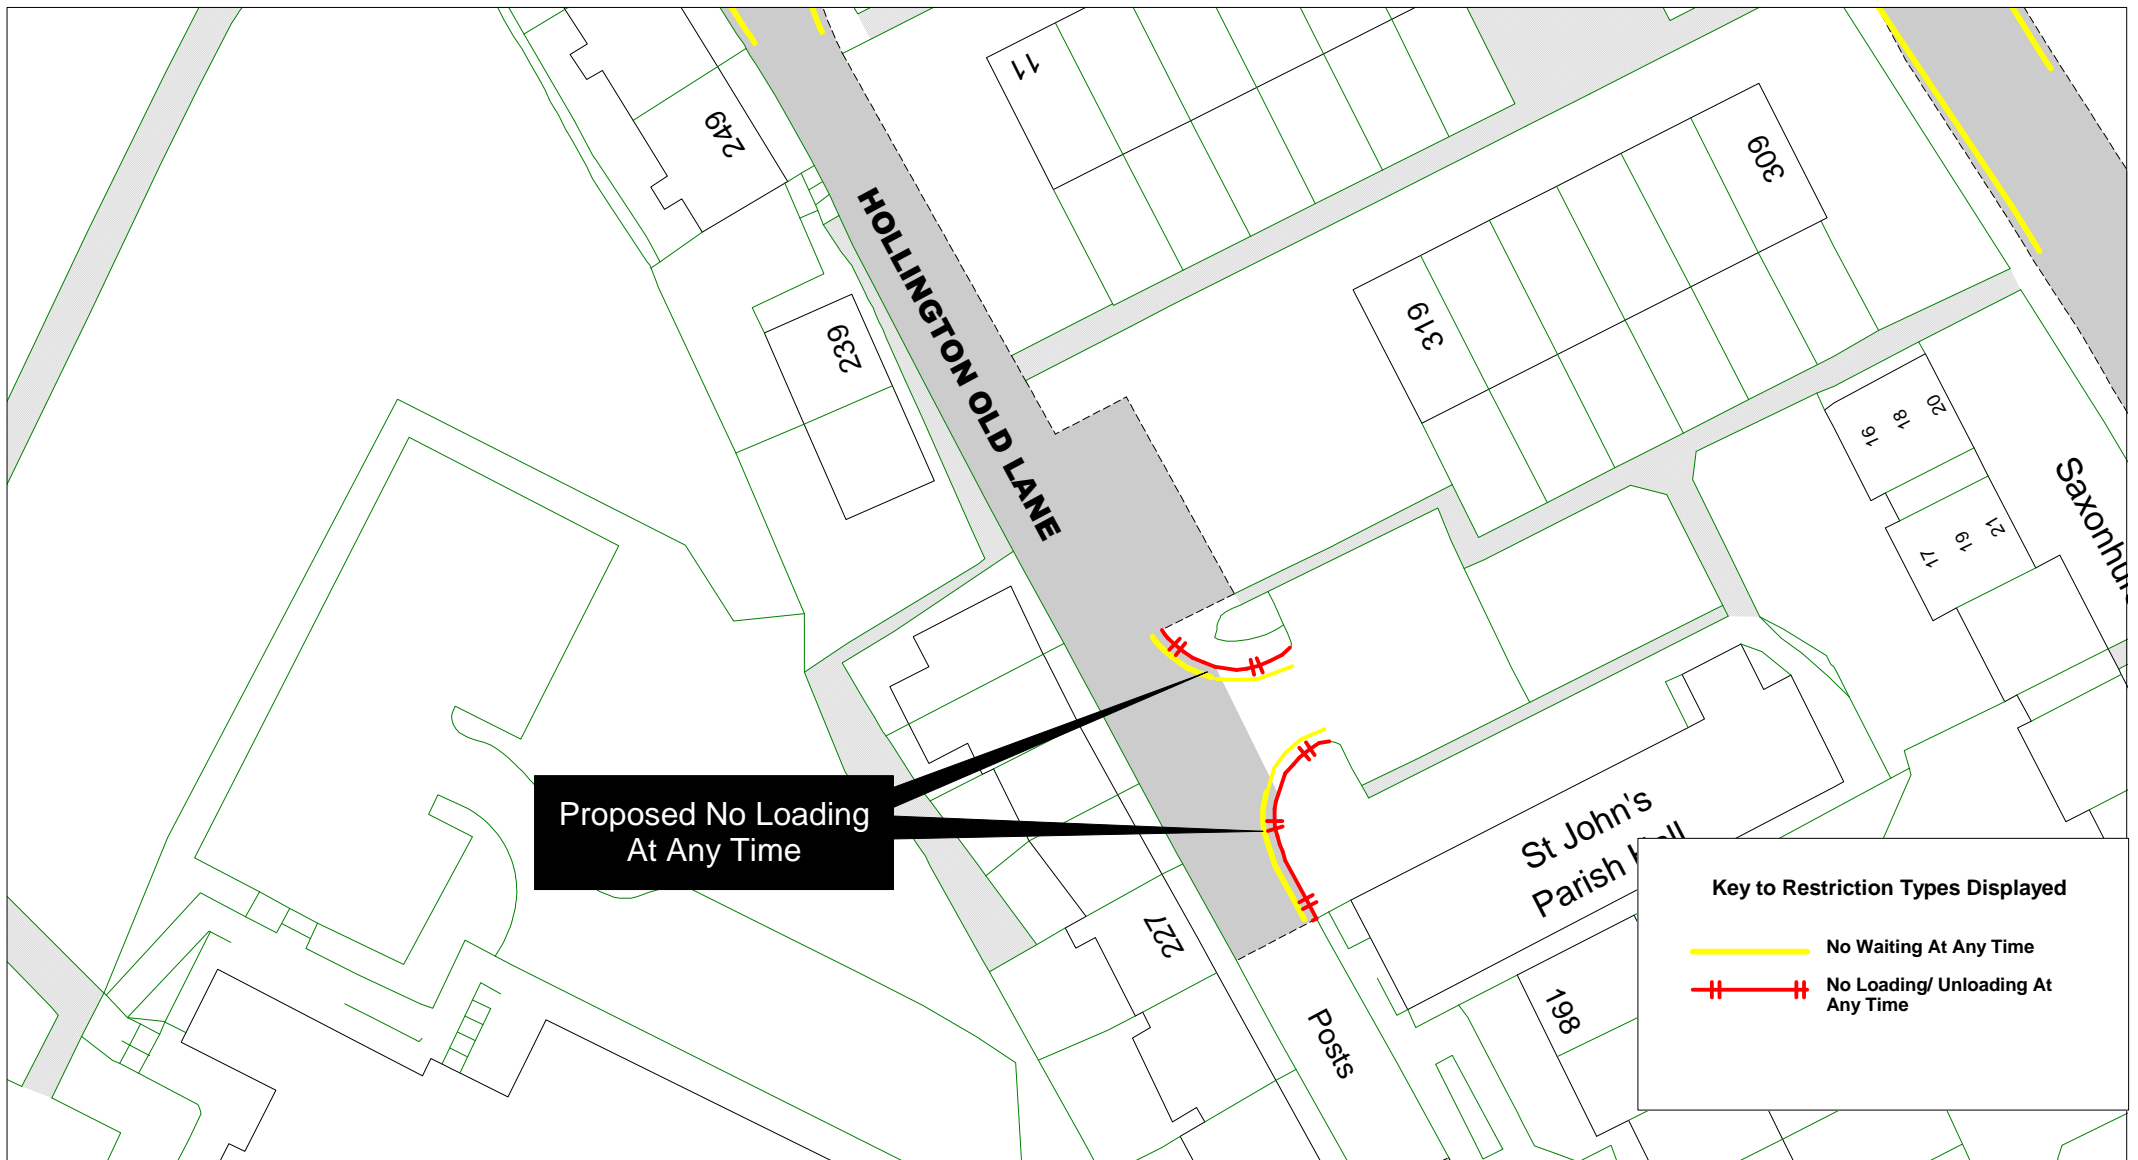 11
249
309
HOLLINGTON OLD LANE
319
239
20
18
16
21
19
17
Proposed No Loading
At Any Time
St John's
Parish
227
198
Posts
Key to Restriction Types Displayed
No Waiting At Any Time
No Loading/ Unloading At
Any Time